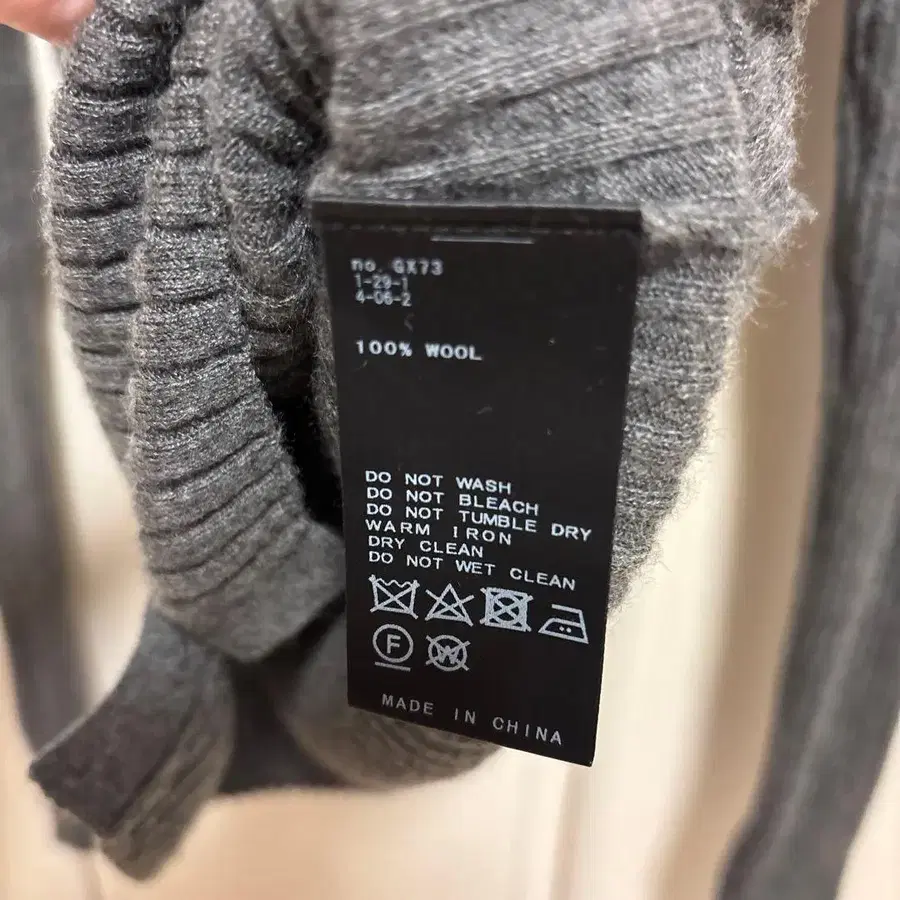 no. GX73
1-29-1
4-06-2
100% WOOL
DO NOT WASH
DO NOT BLEACH
DO NOT TUMBLE DRY
WARM IRON
DRY CLEAN
DO NOT WET CLEAN
F W
MADE IN CHINA